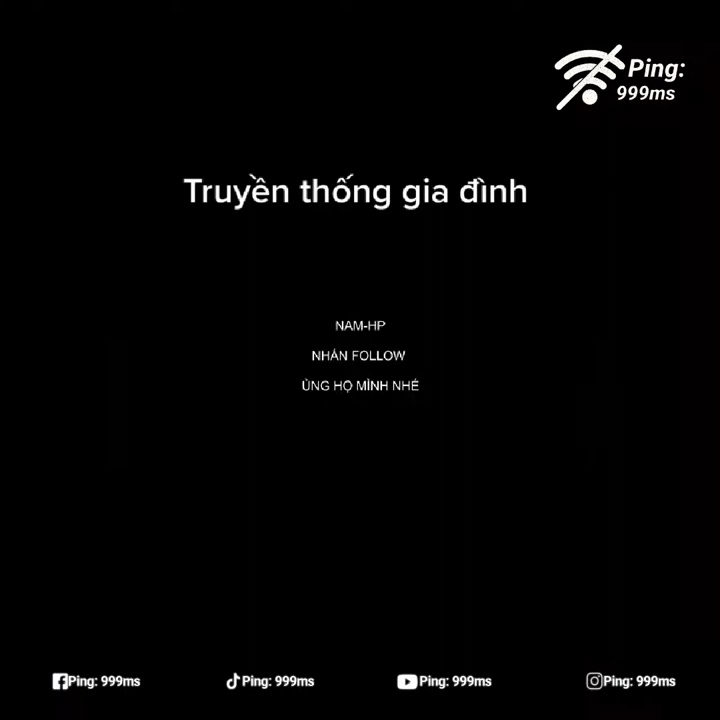 Ping:
999ms
Truyền thống gia đình
NAM-HP
NHẤN FOLLOW
ỦNG HỘ MÌNH NHÉ
Ping: 999ms
Ping: 999ms
Ping: 999ms
Ping: 999ms